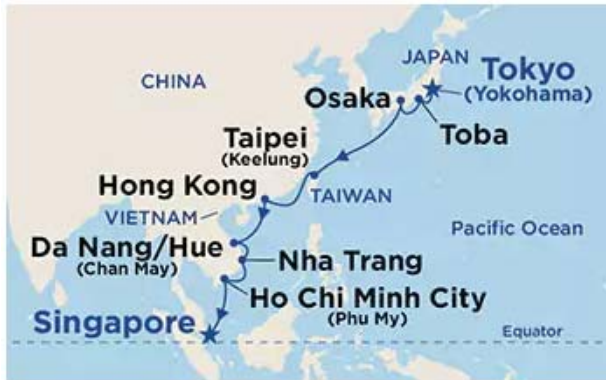 JAPAN
Tokyo
(Yokohama)
CHINA
Osaka
Toba
Taipei
(Keelung)
Hong Kong
TAIWAN
VIETNAM
Pacific Ocean
Da Nang/Hue
(Chan May)
Nha Trang
Ho Chi Minh City
(Phu My)
Singapore
Equator